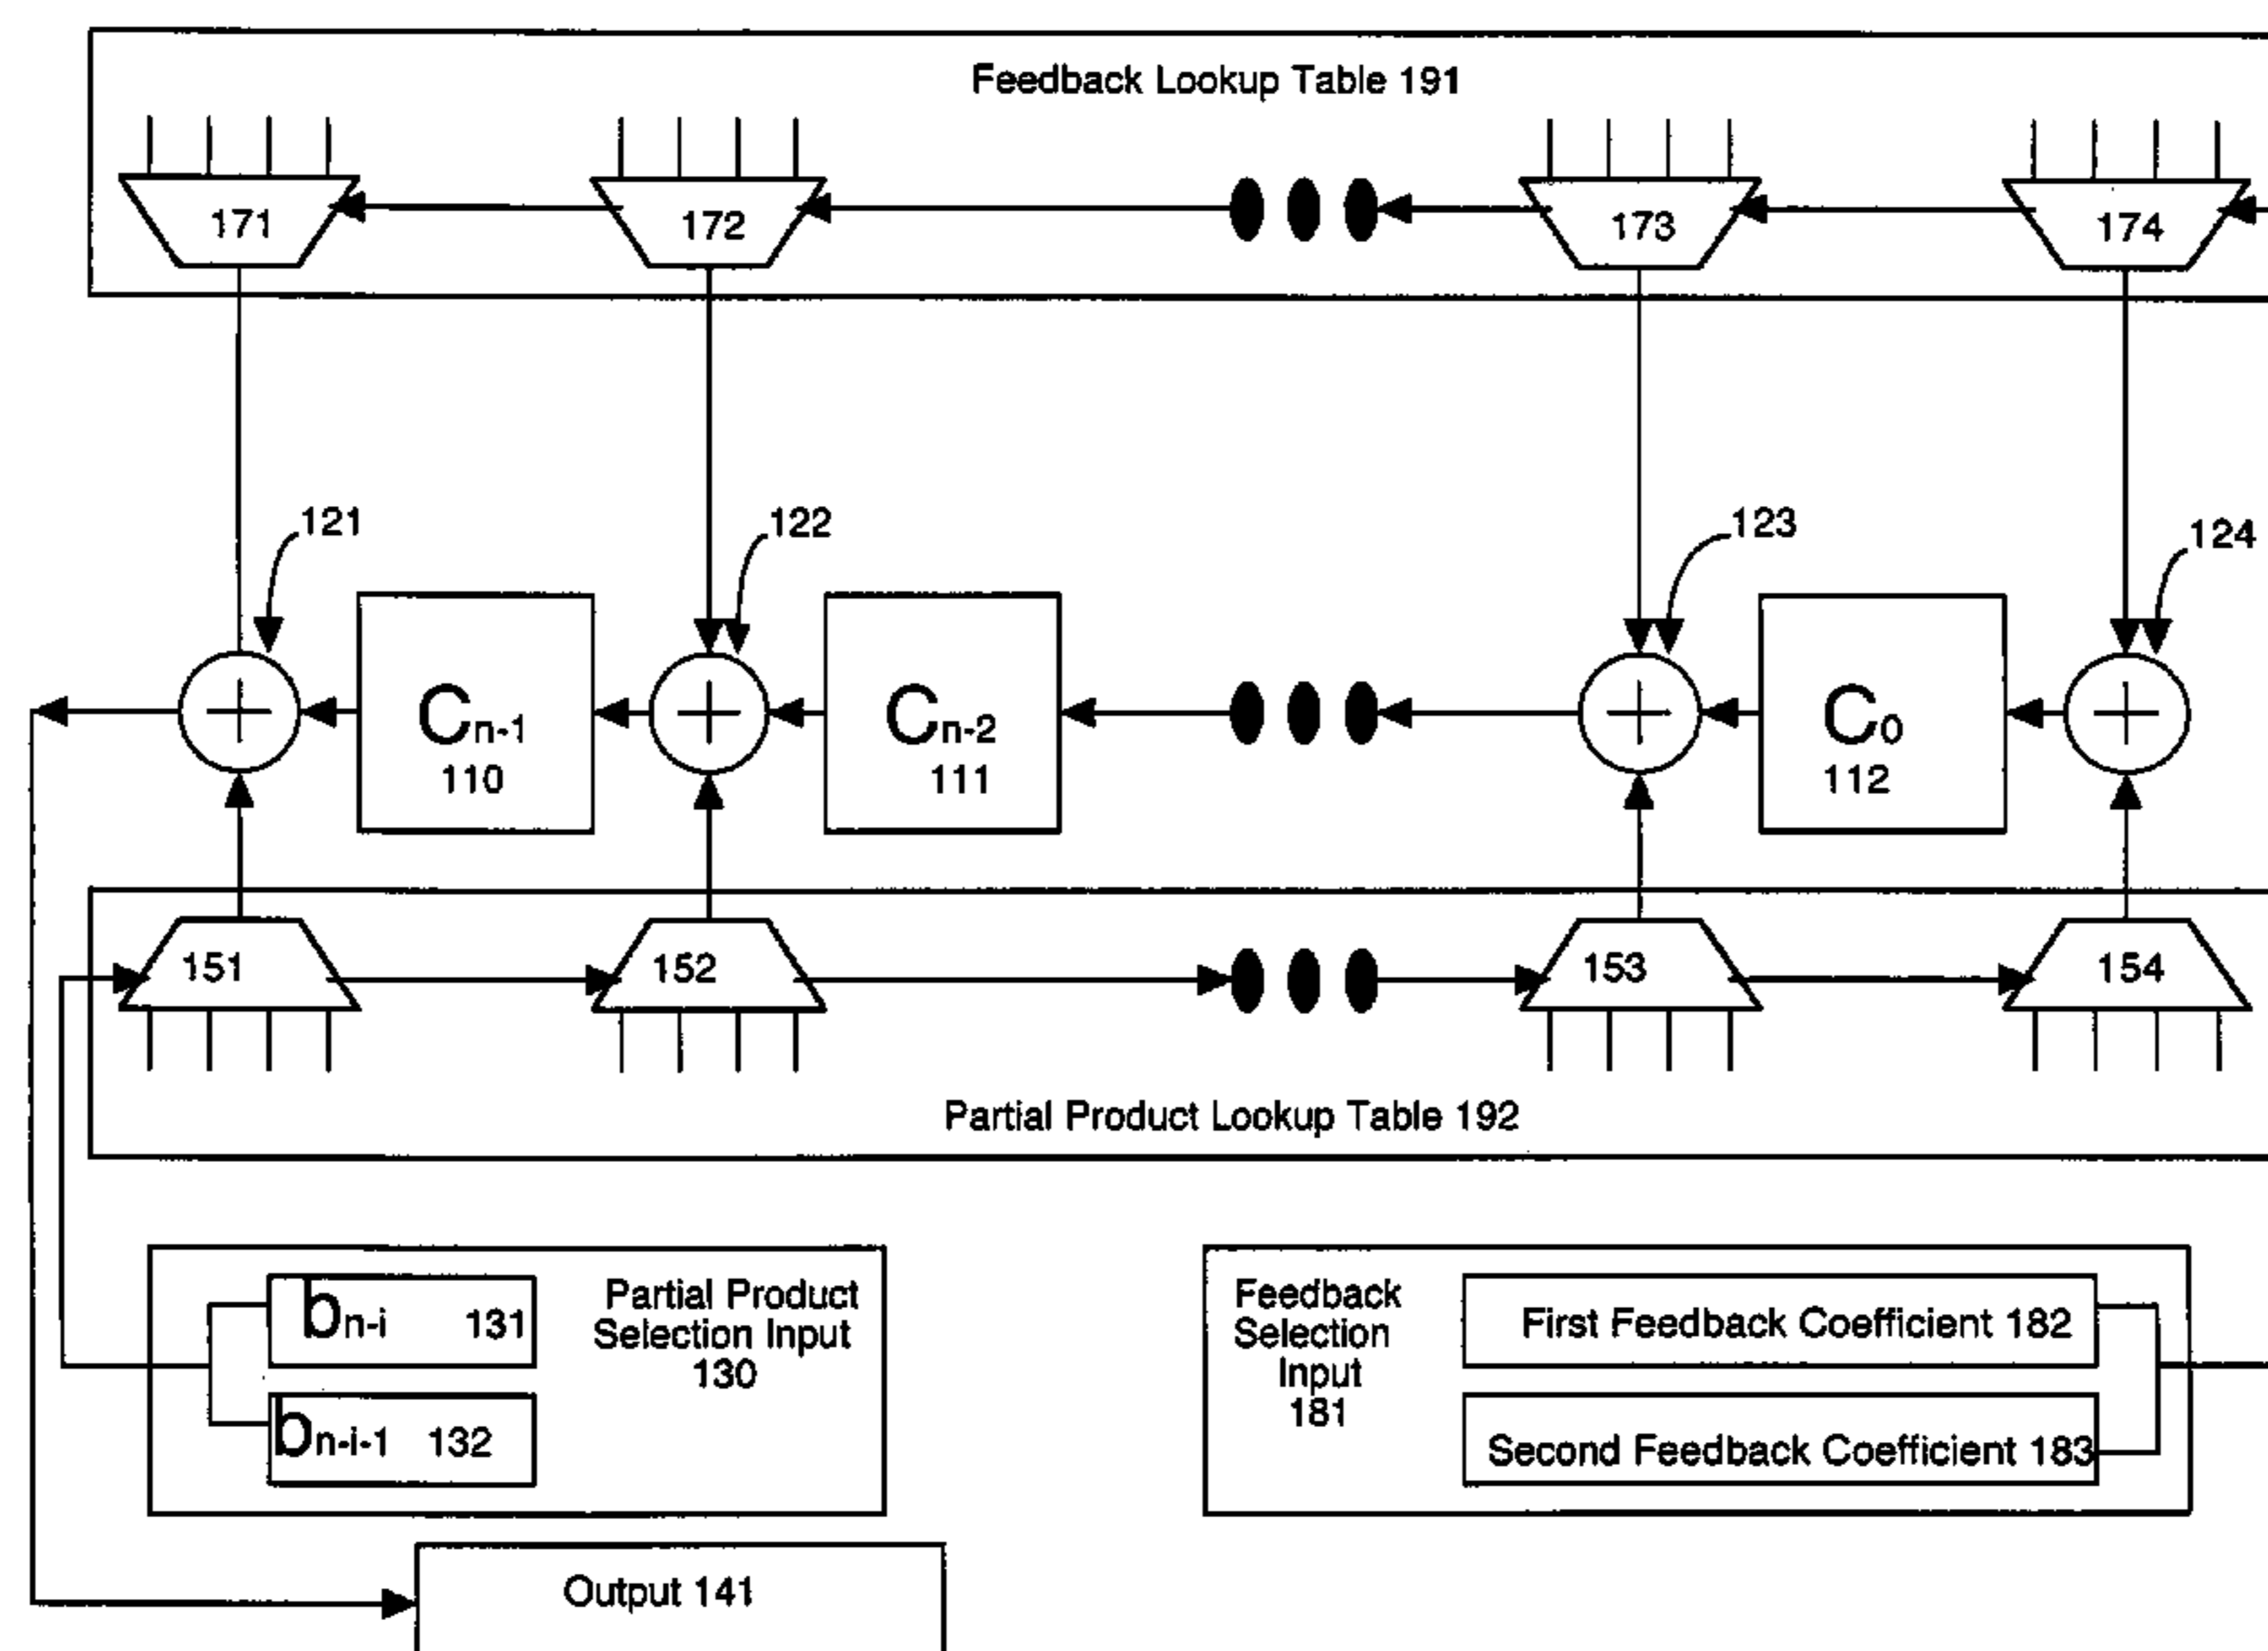 Feedback Lookup Table 191
171
172
173
174
121
122
123
124
Cn-1
110
Cn-2
111
C0
112
151
152
153
154
Partial Product Lookup Table 192
bn-i 131
bn-i-1 132
Partial Product
Selection Input
130
Feedback
Selection
Input
181
First Feedback Coefficient 182
Second Feedback Coefficient 183
Output 141